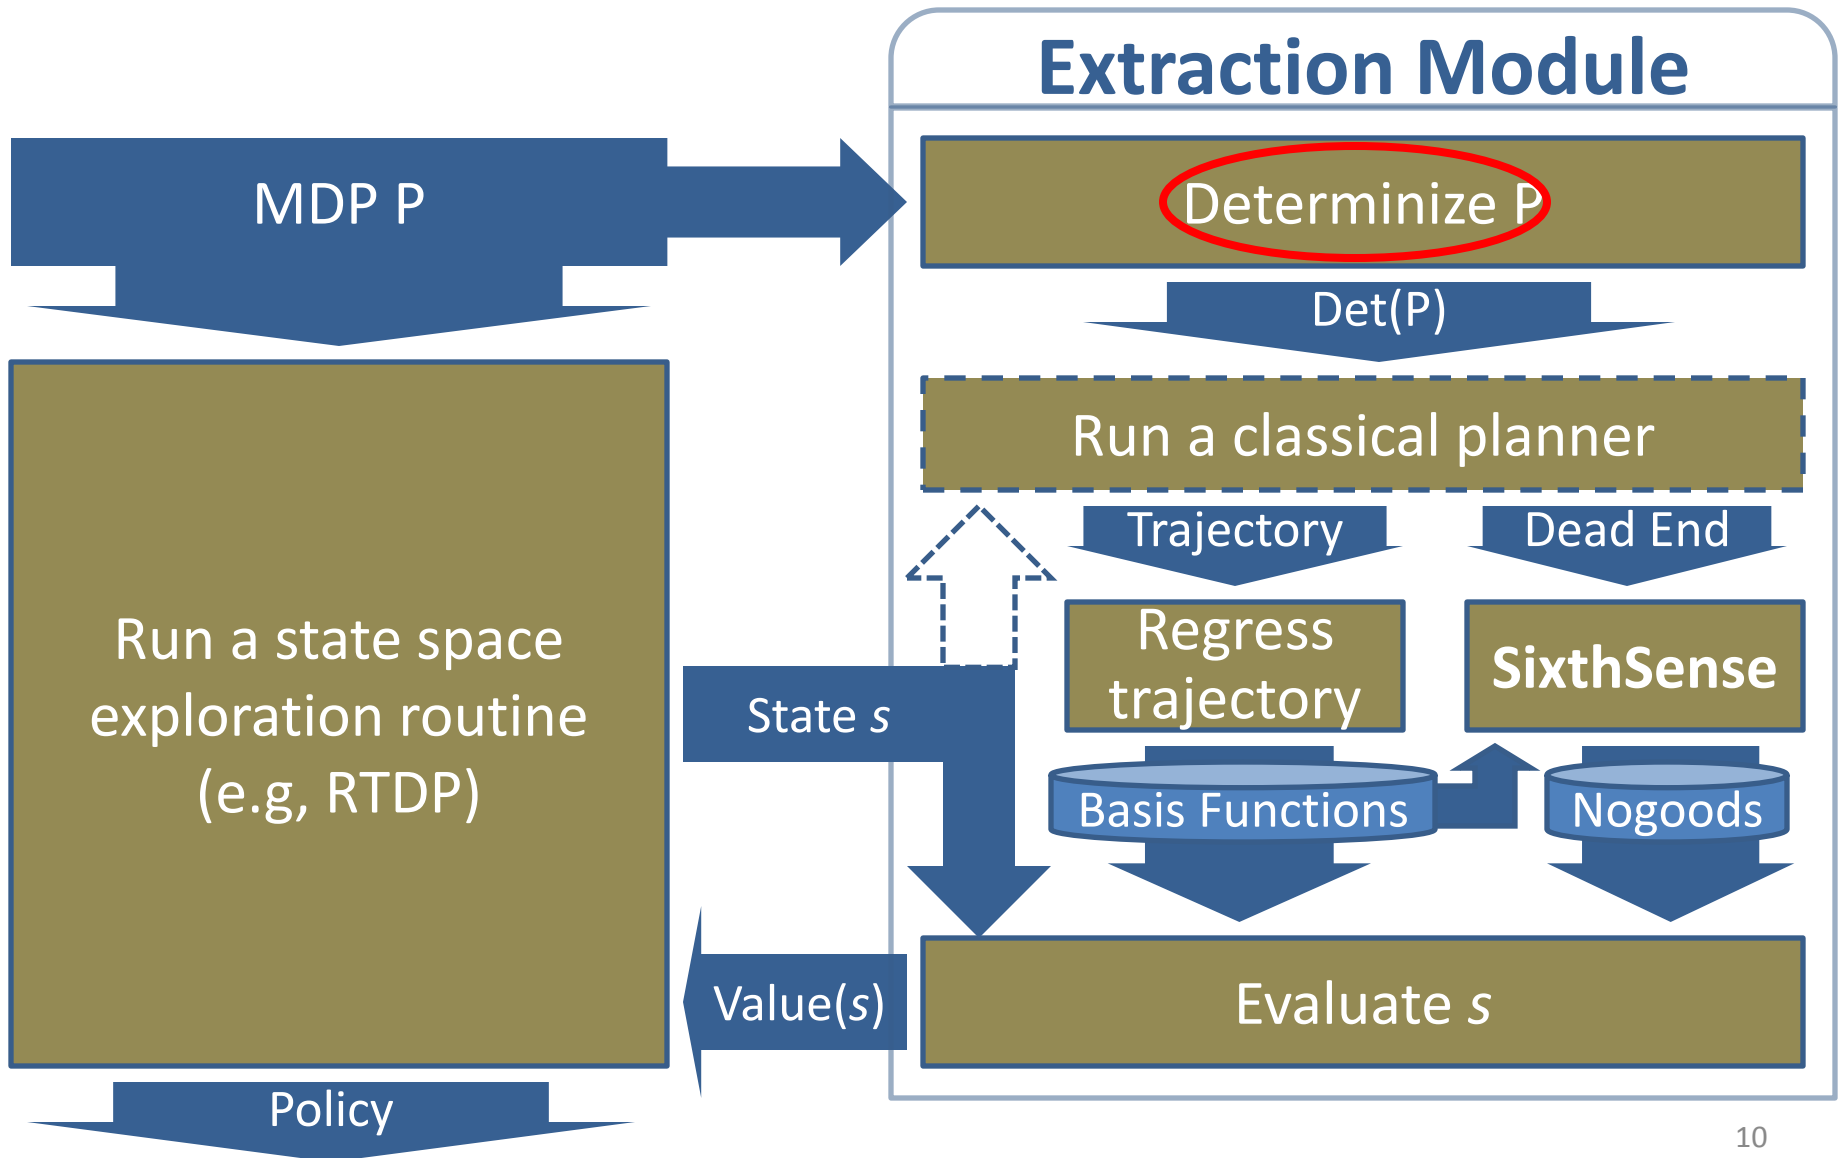 Extraction Module
MDP P
Determinize P
Det(P)
Run a classical planner
Trajectory
Dead End
Regress
trajectory
SixthSense
Run a state space
exploration routine
(e.g, RTDP)
State s
Basis Functions
Nogoods
Value(s)
Evaluate s
Policy
10